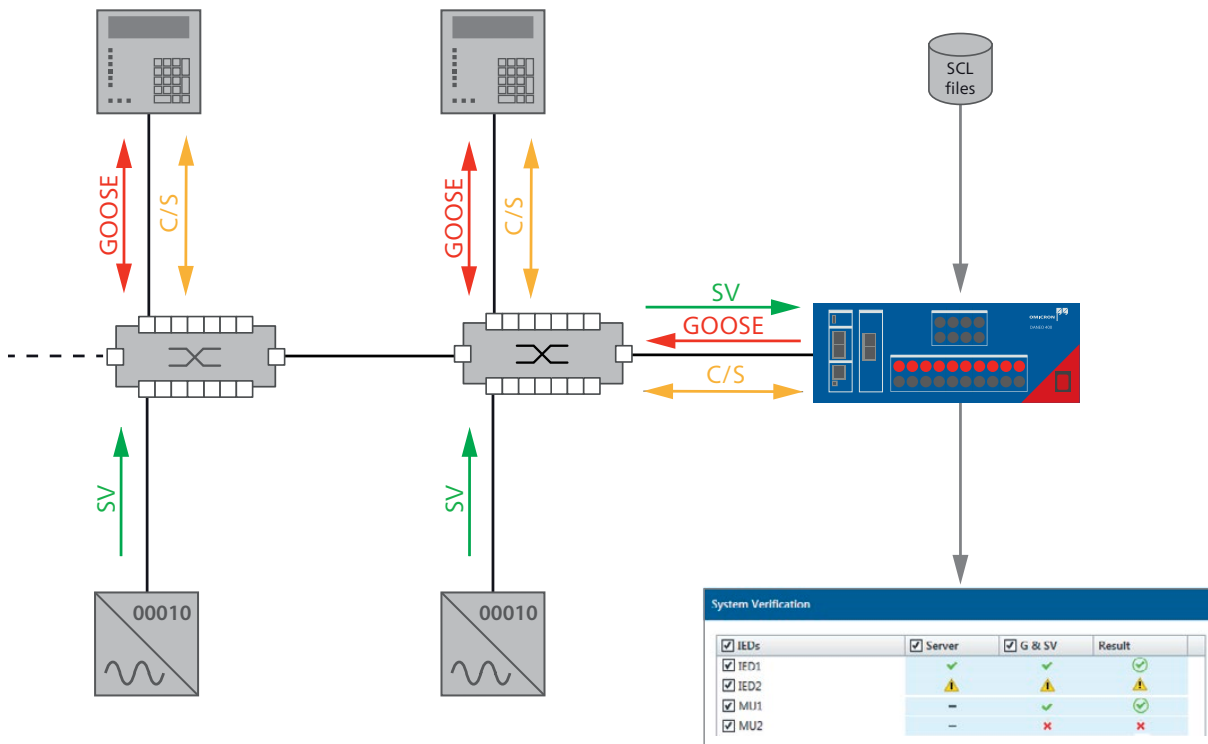 SCL
files
GOOSE
C/S
GOOSE
C/S
SV
GOOSE
C/S
OMICRON
DANEO 400
SV
SV
00010
00010
System Verification
IEDs Server G & SV Result
IED1
IED2
MU1
MU2